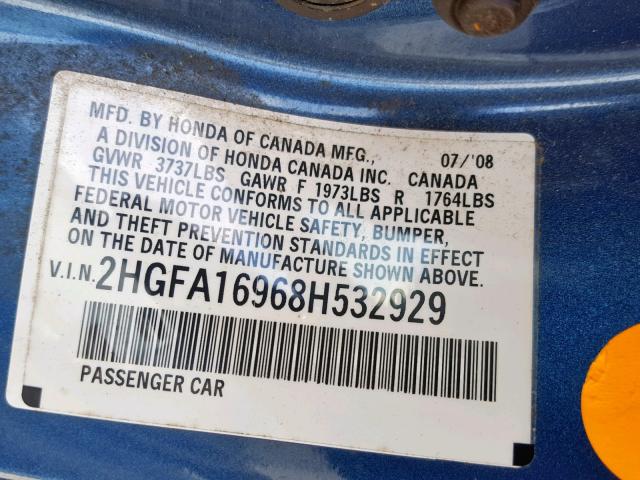 MFD. BY HONDA OF CANADA MFG., 07/'08
A DIVISION OF HONDA CANADA INC. CANADA
GVWR 3737LBS GAWR F 1973LBS R 1764LBS
THIS VEHICLE CONFORMS TO ALL APPLICABLE
FEDERAL MOTOR VEHICLE SAFETY, BUMPER,
AND THEFT PREVENTION STANDARDS IN EFFECT
ON THE DATE OF MANUFACTURE SHOWN ABOVE.
V.I.N. 2HGFA16968H532929
PASSENGER CAR